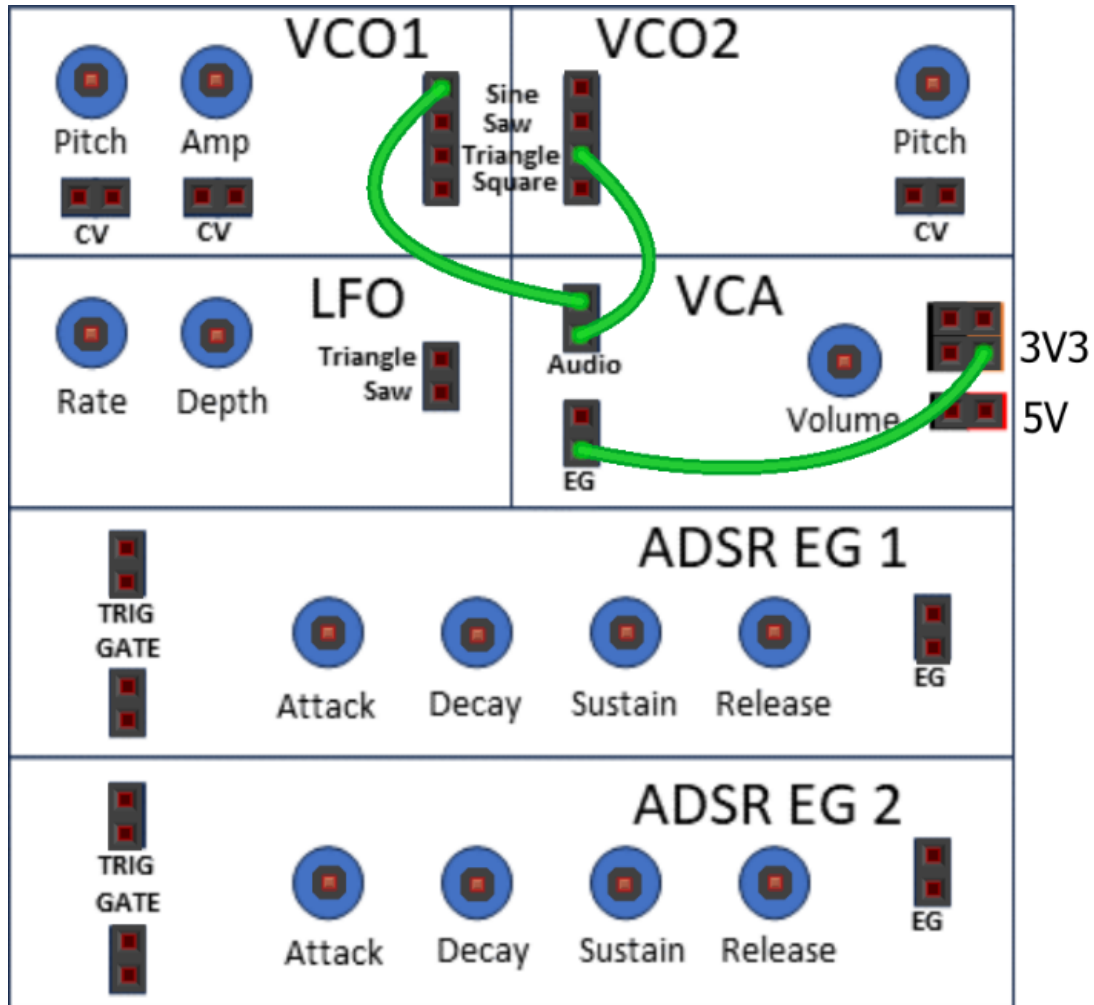 VCO1
VCO2
Sine
Saw
Triangle
Square
Pitch
Amp
Pitch
CV
CV
CV
LFO
VCA
Triangle
Saw
Audio
3V3
Rate
Depth
Volume
5V
EG
ADSR EG 1
TRIG
GATE
EG
Attack
Decay
Sustain
Release
ADSR EG 2
TRIG
GATE
EG
Attack
Decay
Sustain
Release